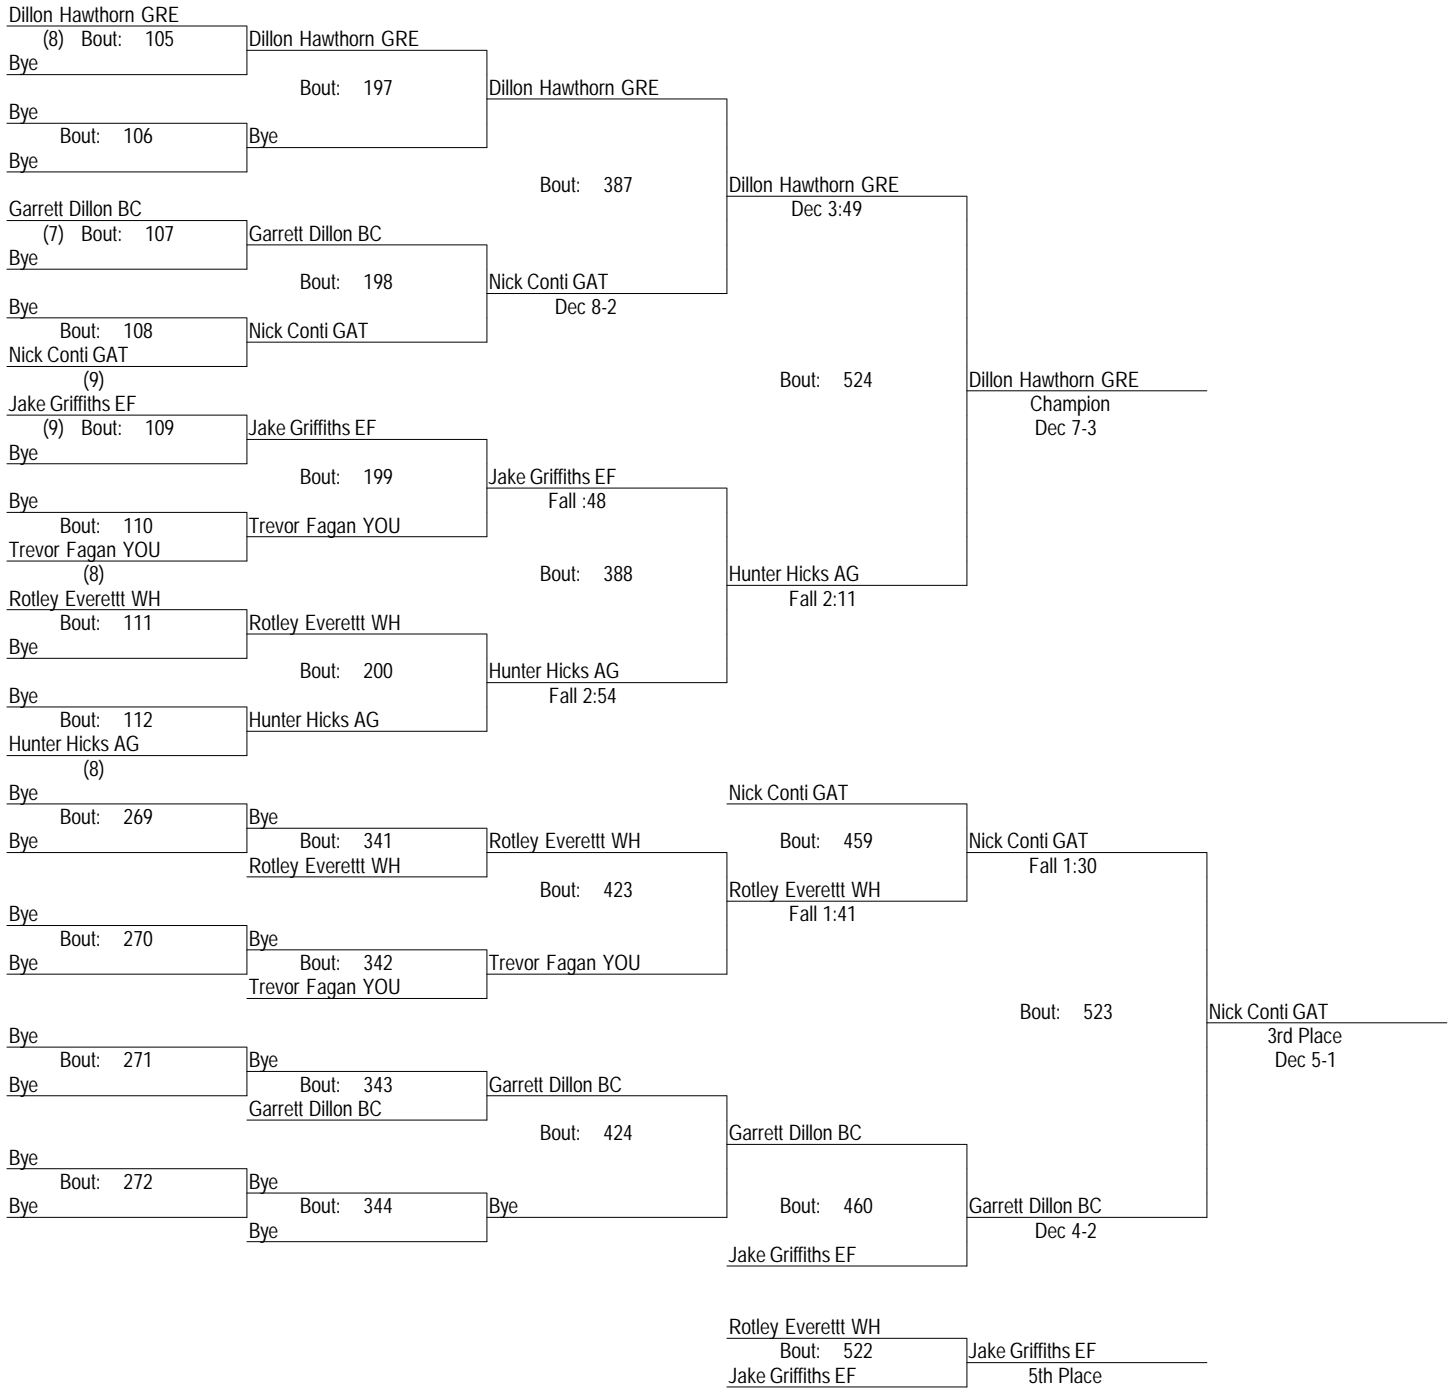 Dillon Hawthorn GRE
(8) Bout: 105 Dillon Hawthorn GRE
Bye
Bout: 197 Dillon Hawthorn GRE
Bye
Bout: 106 Bye
Bye
Bout: 387 Dillon Hawthorn GRE
Dec 3:49
Garrett Dillon BC
(7) Bout: 107 Garrett Dillon BC
Bye
Bout: 198 Nick Conti GAT
Dec 8-2
Bye
Bout: 108 Nick Conti GAT
Nick Conti GAT
(9)
Bout: 524 Dillon Hawthorn GRE
Champion
Dec 7-3
Jake Griffiths EF
(9) Bout: 109 Jake Griffiths EF
Bye
Bout: 199 Jake Griffiths EF
Fall :48
Bye
Bout: 110 Trevor Fagan YOU
Trevor Fagan YOU
(8)
Bout: 388 Hunter Hicks AG
Fall 2:11
Rotley Everettt WH
Bout: 111 Rotley Everettt WH
Bye
Bout: 200 Hunter Hicks AG
Fall 2:54
Bye
Bout: 112 Hunter Hicks AG
Hunter Hicks AG
(8)
Bye
Bout: 269 Bye
Bye
Bout: 341 Rotley Everettt WH
Rotley Everettt WH
Nick Conti GAT
Bout: 459 Nick Conti GAT
Fall 1:30
Bout: 423 Rotley Everettt WH
Fall 1:41
Bye
Bout: 270 Bye
Bye
Bout: 342 Trevor Fagan YOU
Trevor Fagan YOU
Bout: 523 Nick Conti GAT
3rd Place
Dec 5-1
Bye
Bout: 271 Bye
Bye
Bout: 343 Garrett Dillon BC
Garrett Dillon BC
Bout: 424 Garrett Dillon BC
Bye
Bout: 272 Bye
Bye
Bout: 344 Bye
Bye
Bout: 460 Garrett Dillon BC
Dec 4-2
Jake Griffiths EF
Rotley Everettt WH
Bout: 522 Jake Griffiths EF
Jake Griffiths EF
5th Place